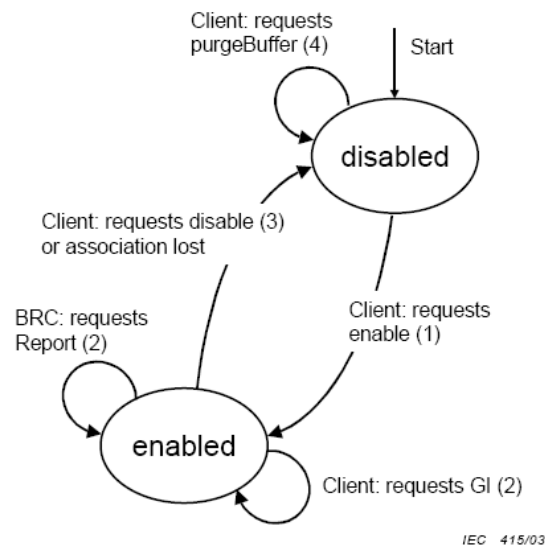 Client: requests
purgeBuffer (4)
Start
disabled
Client: requests disable (3)
or association lost
Client: requests
enable (1)
BRC: requests
Report (2)
enabled
Client: requests GI (2)
IEC 415/03